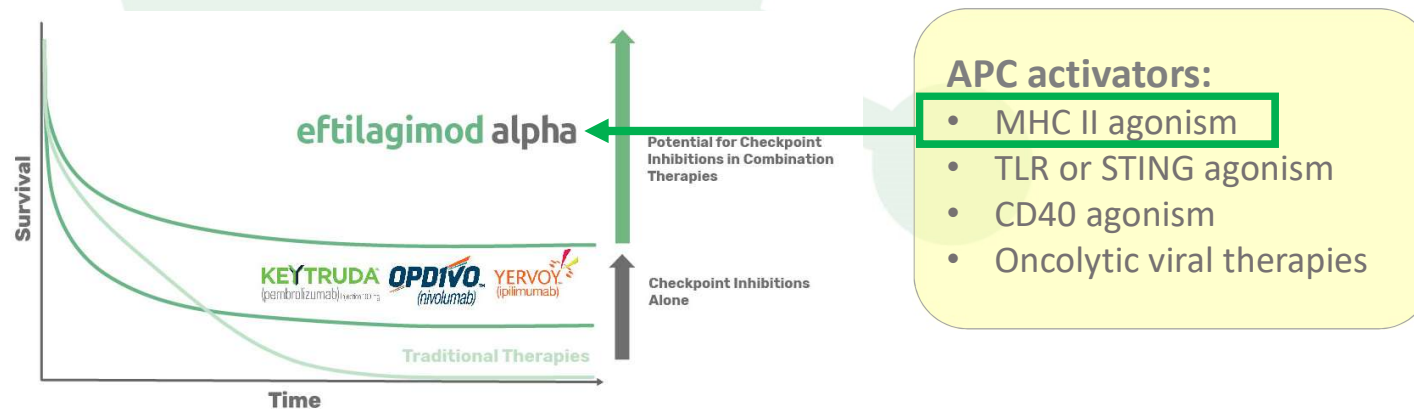 Survival
eftilagimod alpha
Potential for Checkpoint
Inhibitions in Combination
Therapies
KEYTRUDA
(pembrolizumab)
OPDIVO
(nivolumab)
YERVOY
(ipilimumab)
Checkpoint Inhibitions
Alone
Traditional Therapies
Time
APC activators:
• MHC II agonism
• TLR or STING agonism
• CD40 agonism
• Oncolytic viral therapies